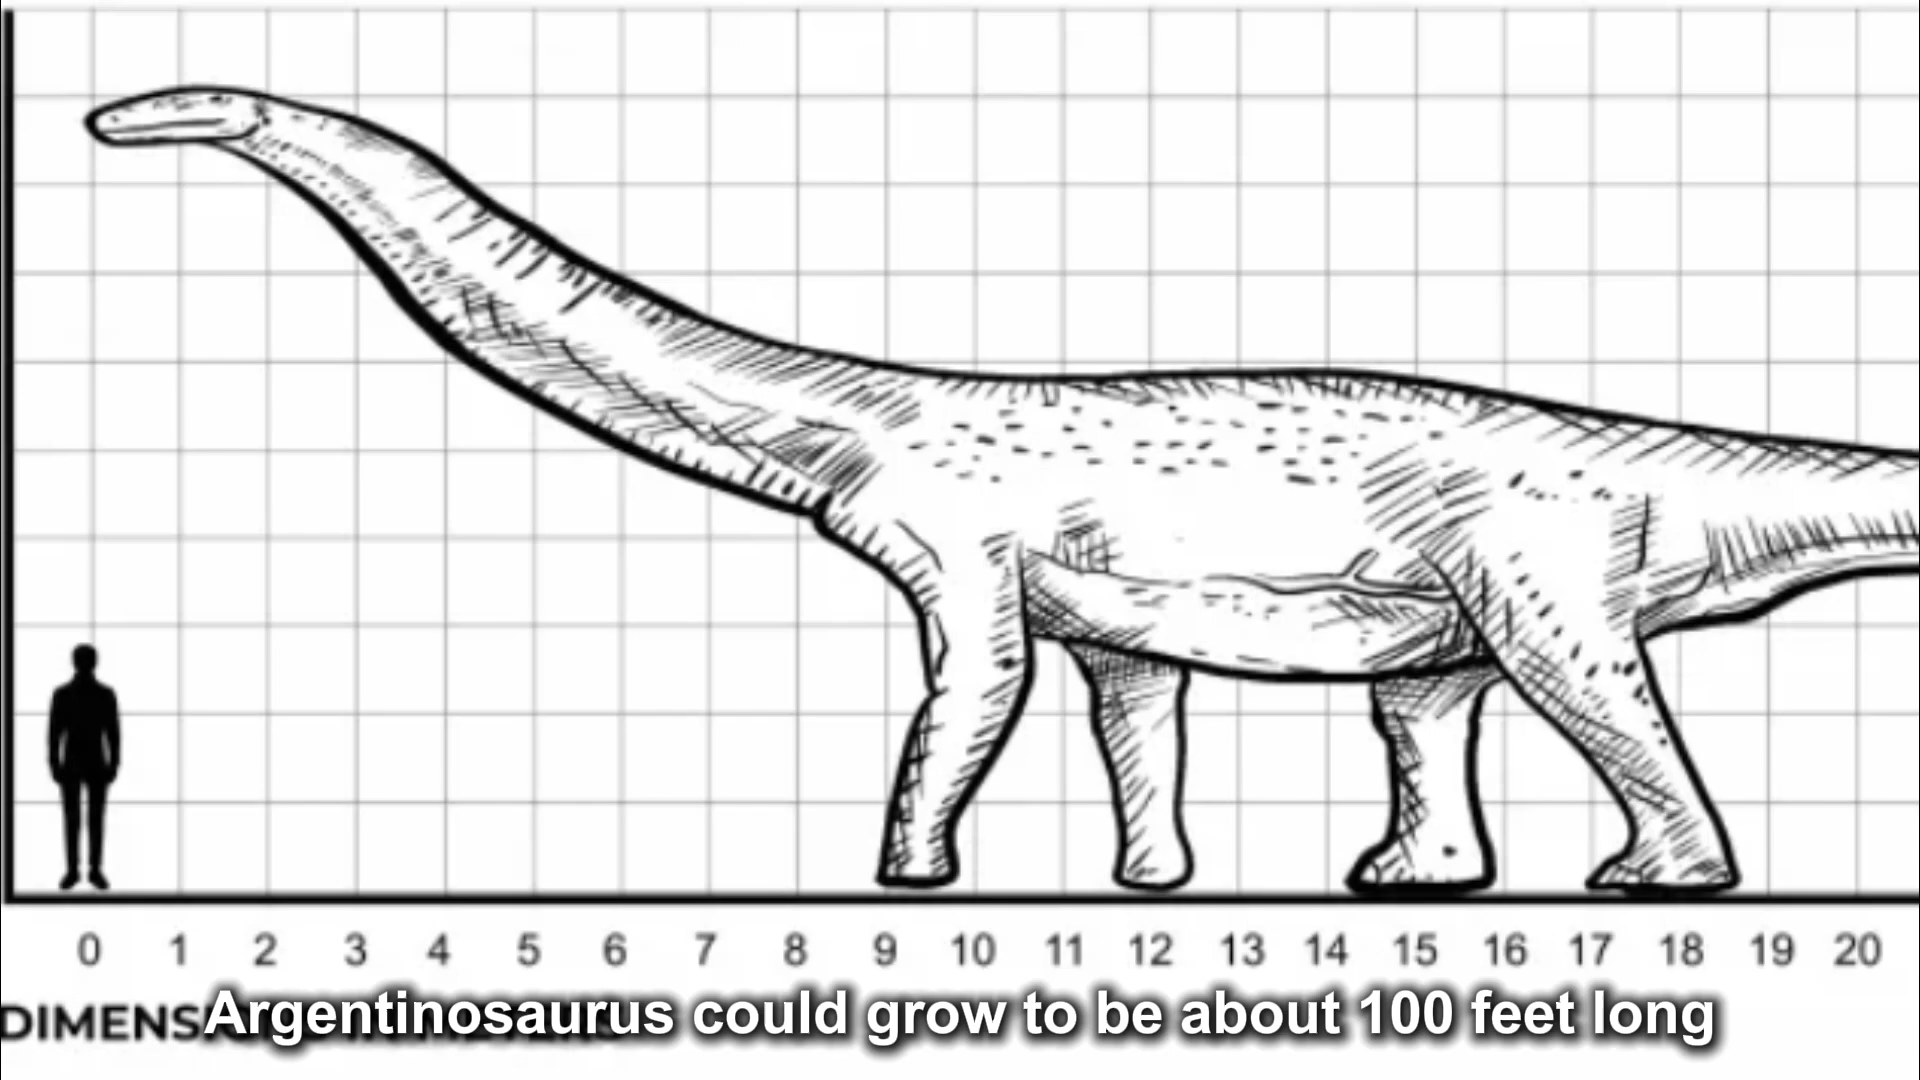 0 1 2 3 4 5 6 7 8 9 10 11 12 13 14 15 16 17 18 19 20
Argentinosaurus could grow to be about 100 feet long